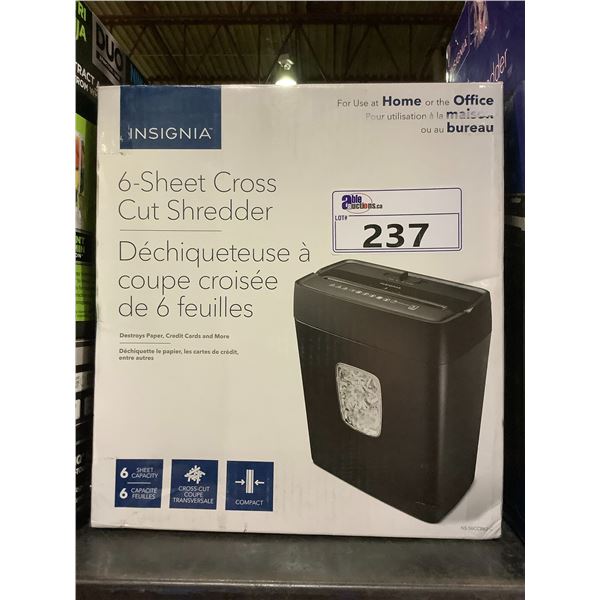 DUO
For Use at Home or the Office
Pour utilisation à la maison
ou au bureau
INSIGNIA™
6-Sheet Cross
Cut Shredder
Déchiqueteuse à
coupe croisée
de 6 feuilles
Destroys Paper, Credit Cards and More
Déchiquette le papier, les cartes de crédit,
entre autres
able
auctions.ca
LOT#
237
6 SHEET CAPACITY
6 CAPACITÉ FEUILLES
CROSS-CUT
COUPE
TRANSVERSALE
COMPACT
INSIGNIA